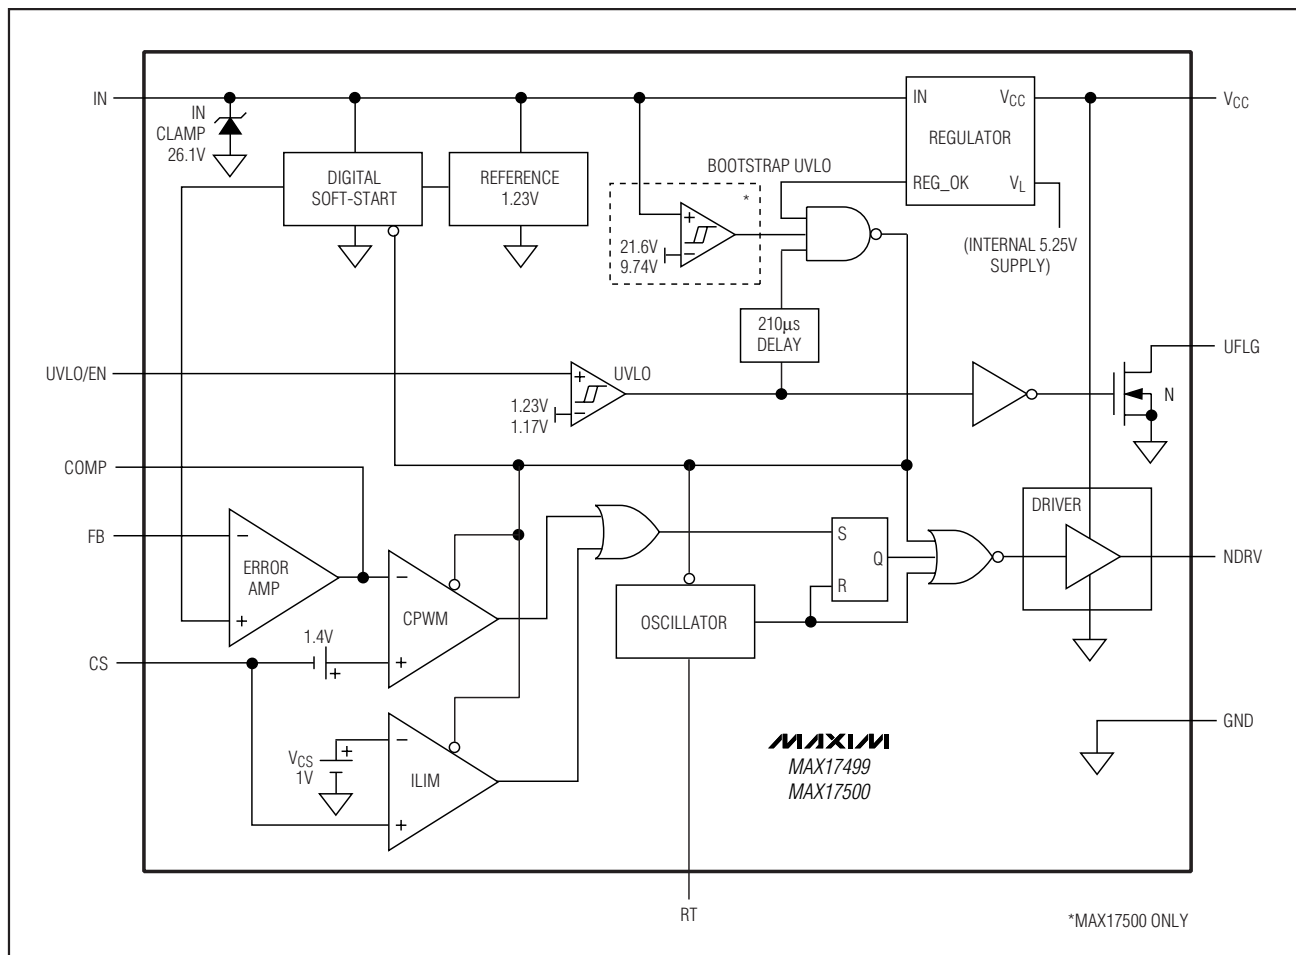 IN
IN
CLAMP
26.1V
DIGITAL
SOFT-START
REFERENCE
1.23V
BOOTSTRAP UVLO
*
+
21.6V
9.74V
−
IN
VCC
REGULATOR
REG_OK
VL
VCC
(INTERNAL 5.25V
SUPPLY)
210µs
DELAY
UVLO/EN
+
UVLO
1.23V
1.17V
−
UFLG
N
COMP
FB
−
ERROR
AMP
+
−
CPWM
+
1.4V
+
CS
VCS
1V
+
−
ILIM
+
OSCILLATOR
S
Q
R
DRIVER
NDRV
GND
MAXIM
MAX17499
MAX17500
RT
*MAX17500 ONLY